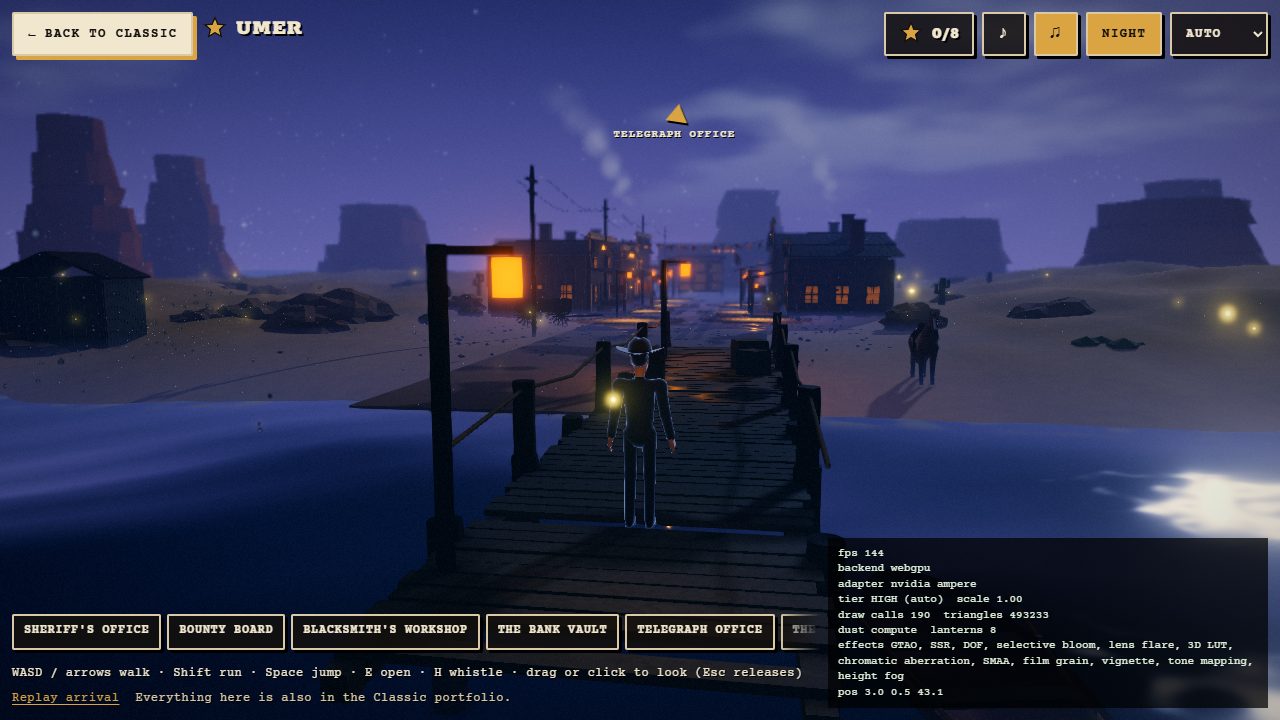 ← BACK TO CLASSIC
UMER
0/8
NIGHT
AUTO
TELEGRAPH OFFICE
fps 144
backend webgpu
adapter nvidia ampere
tier HIGH (auto) scale 1.00
draw calls 190 triangles 493233
dust compute lanterns 8
effects GTAO, SSR, DOF, selective bloom, lens flare, 3D LUT,
chromatic aberration, SMAA, film grain, vignette, tone mapping,
height fog
pos 3.0 0.5 43.1
SHERIFF'S OFFICE
BOUNTY BOARD
BLACKSMITH'S WORKSHOP
THE BANK VAULT
TELEGRAPH OFFICE
THE
WASD / arrows walk · Shift run · Space jump · E open · H whistle · drag or click to look (Esc releases)
Replay arrival Everything here is also in the Classic portfolio.